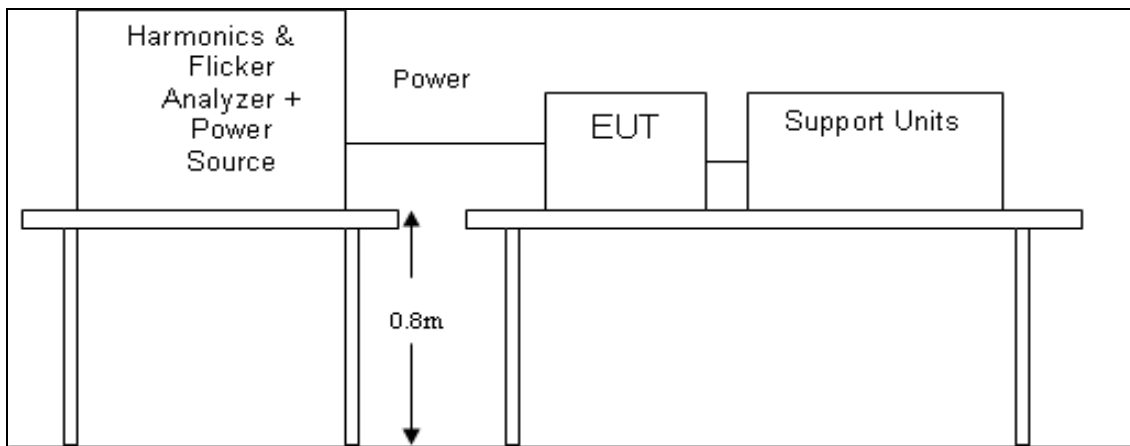 Harmonics &
Flicker
Analyzer +
Power
Source
Power
EUT
Support Units
0.8m